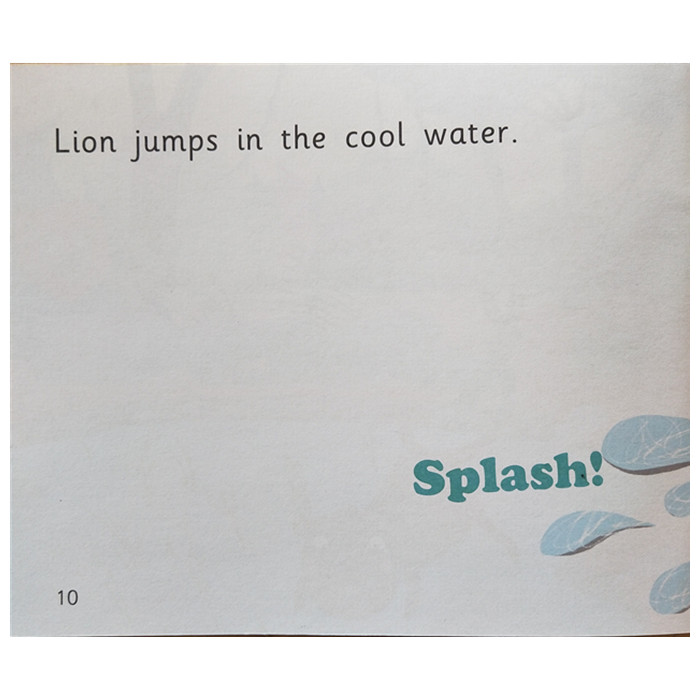 Lion jumps in the cool water.
Splash!
10